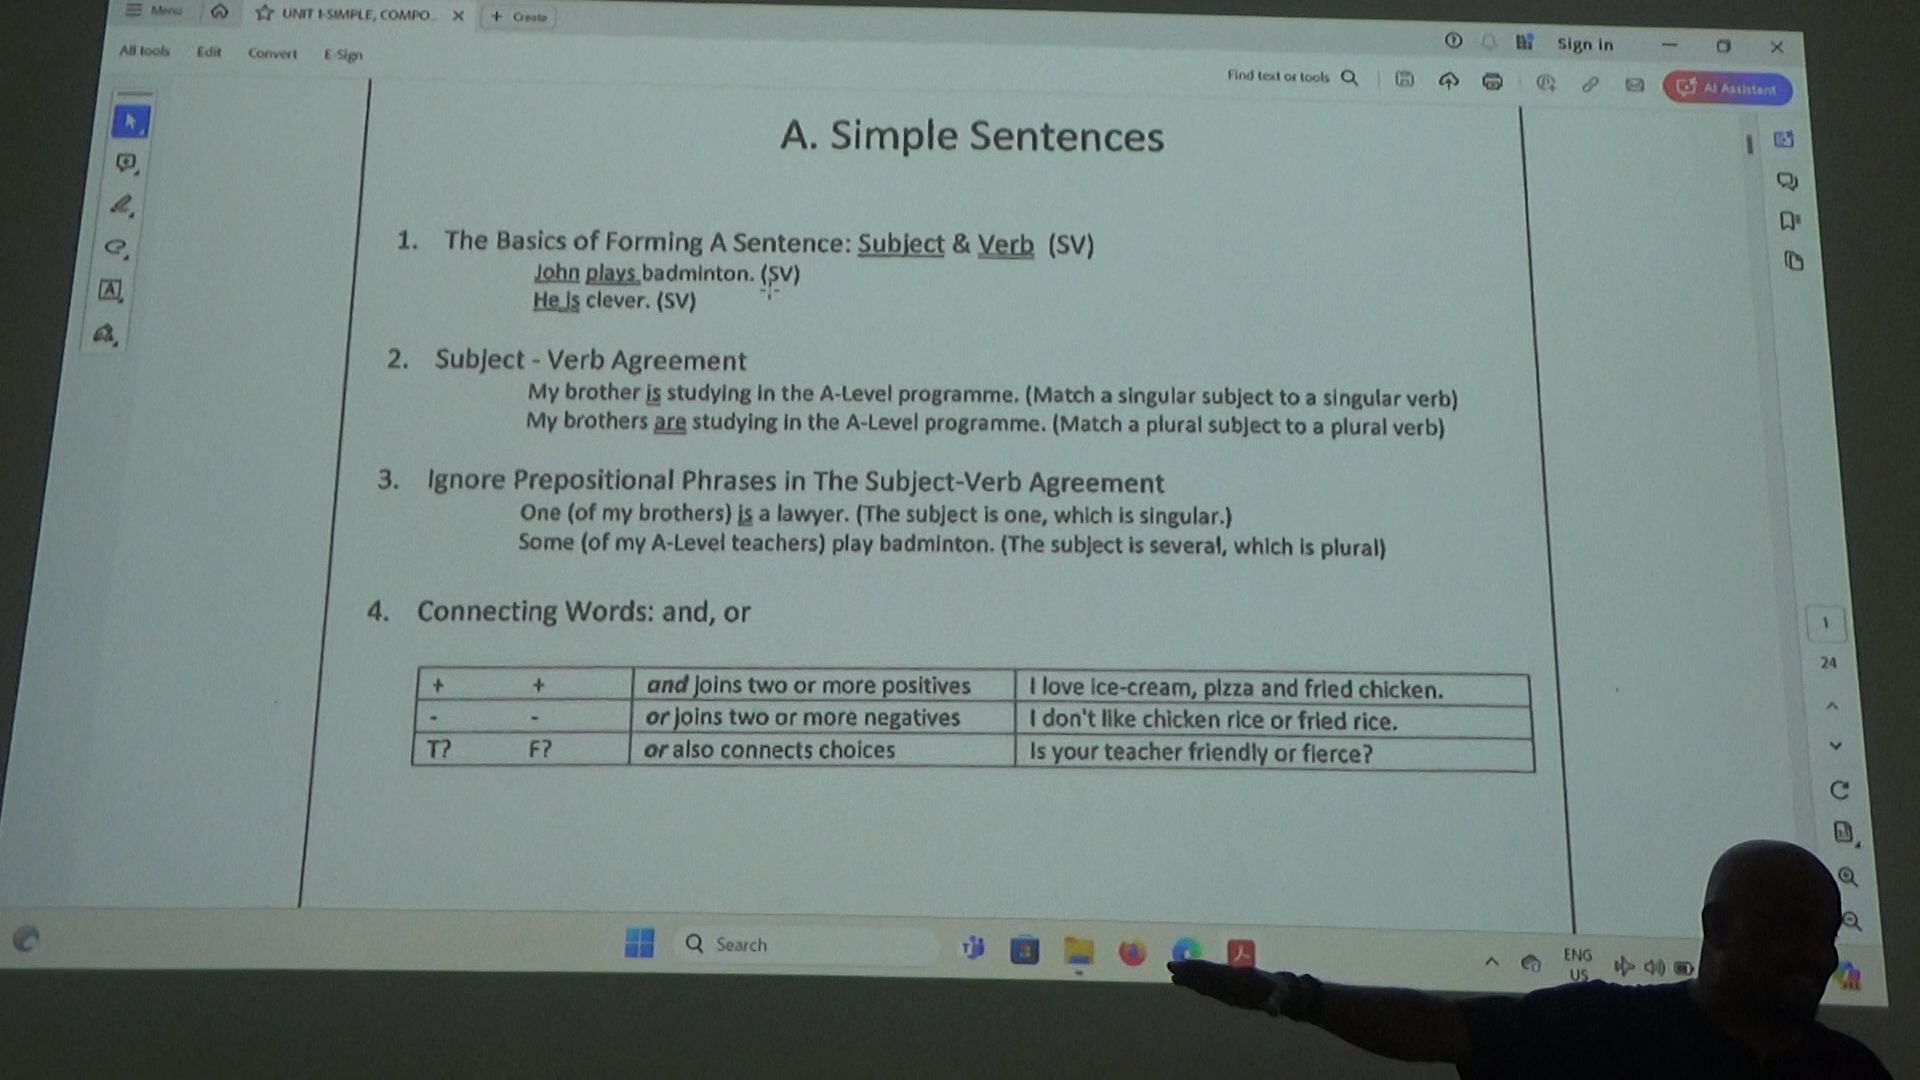 Menu
UNIT 1-SIMPLE, COMPO...
+ Create
All tools
Edit
Convert
E-Sign
Sign in
Find text or tools
AI Assistant
A. Simple Sentences
1. The Basics of Forming A Sentence: Subject & Verb (SV)
John plays badminton. (SV)
He is clever. (SV)
2. Subject - Verb Agreement
My brother is studying in the A-Level programme. (Match a singular subject to a singular verb)
My brothers are studying in the A-Level programme. (Match a plural subject to a plural verb)
3. Ignore Prepositional Phrases in The Subject-Verb Agreement
One (of my brothers) is a lawyer. (The subject is one, which is singular.)
Some (of my A-Level teachers) play badminton. (The subject is several, which is plural)
4. Connecting Words: and, or
+ + and joins two or more positives I love ice-cream, pizza and fried chicken.
- - or joins two or more negatives I don't like chicken rice or fried rice.
T? F? or also connects choices Is your teacher friendly or fierce?
1
24
Search
ENG
US